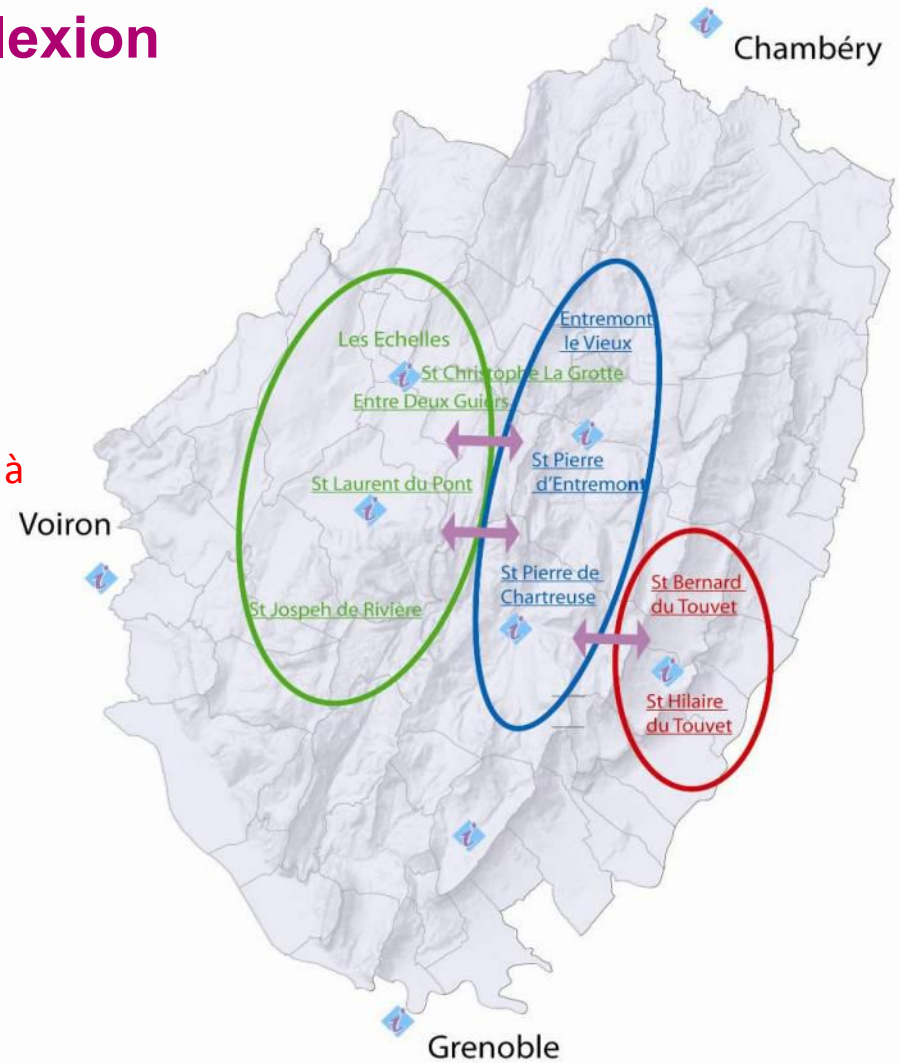 lexion
Chambéry
Entremont
le Vieux
Les Echelles
St Christophe La Grotte
Entre Deux Guiers
à
St Pierre
d'Entremont
St Laurent du Pont
Voiron
St Pierre de
Chartreuse
St Bernard
du Touvet
St Jospeh de Rivière
St Hilaire
du Touvet
Grenoble